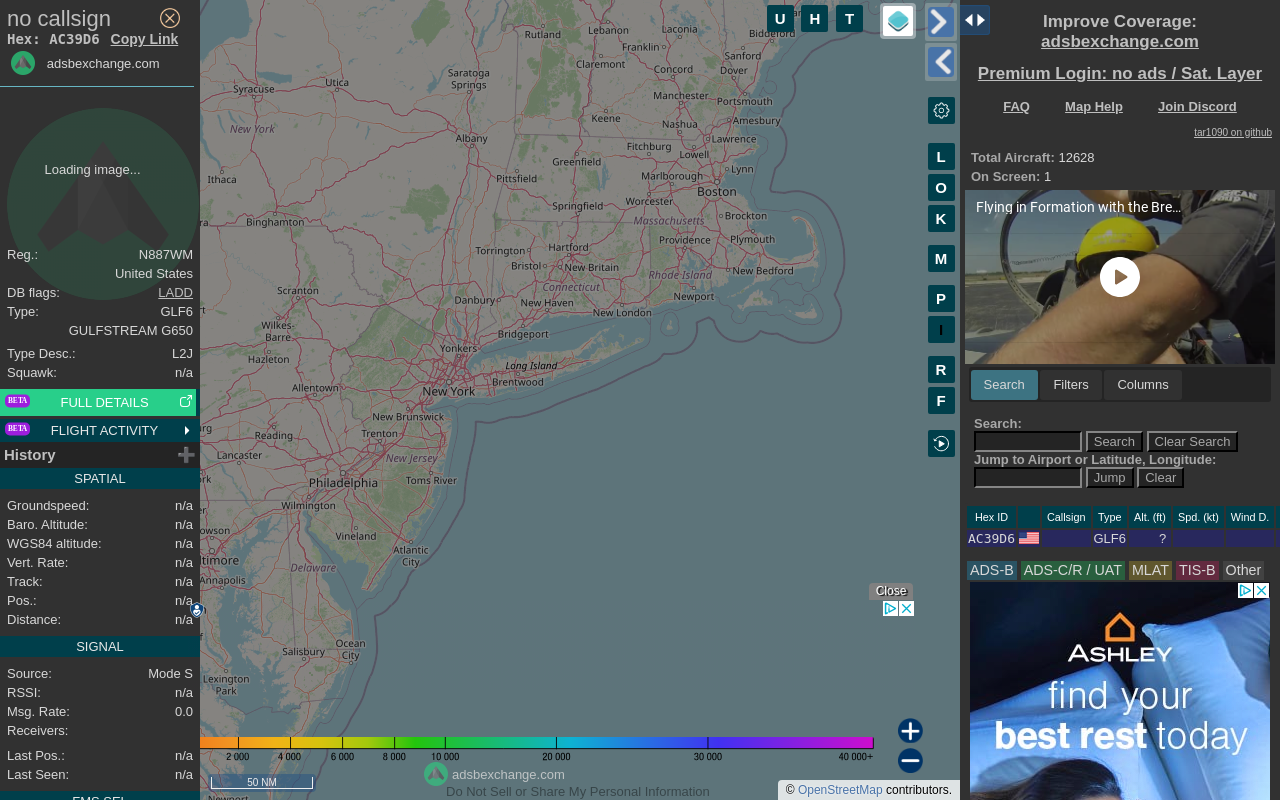 no callsign
Hex: AC39D6 Copy Link
adsbexchange.com
Loading image...
Reg.: N887WM
United States
DB flags: LADD
Type: GLF6
GULFSTREAM G650
Type Desc.: L2J
Squawk: n/a
BETA FULL DETAILS
BETA FLIGHT ACTIVITY
History
SPATIAL
Groundspeed: n/a
Baro. Altitude: n/a
WGS84 altitude: n/a
Vert. Rate: n/a
Track: n/a
Pos.: n/a
Distance: n/a
SIGNAL
Source: Mode S
RSSI: n/a
Msg. Rate: 0.0
Receivers:
Last Pos.: n/a
Last Seen: n/a
FMS SEL
U H T
L
O
K
M
P
I
R
F
Rutland
Lebanon
Laconia
Biddeford
Franklin
Sanford
Claremont
Concord
Dover
Saratoga
Springs
Utica
Syracuse
Manchester
Portsmouth
Keene
Nashua
Amesbury
New York
Albany
Fitchburg
Lawrence
Lowell
Greenfield
Lynn
Ithaca
Pittsfield
Marlborough
Boston
Worcester
Springfield
Massachusetts
Brockton
Binghamton
Providence
Plymouth
Torrington
Hartford
Bristol
New Britain
Rhode Island
New Bedford
Connecticut
Scranton
Danbury
New Haven
Newport
New London
Wilkes-
Barre
Bridgeport
Hazleton
Yonkers
Long Island
Brentwood
Allentown
New York
New Brunswick
Reading
Trenton
Lancaster
New Jersey
Toms River
Philadelphia
Wilmington
Vineland
Atlantic
City
Annapolis
Delaware
Ocean
City
Salisbury
Lexington
Park
Close
2 000 4 000 6 000 8 000 10 000 20 000 30 000 40 000+
adsbexchange.com
50 NM
Do Not Sell or Share My Personal Information
© OpenStreetMap contributors.
Improve Coverage:
adsbexchange.com
Premium Login: no ads / Sat. Layer
FAQ Map Help Join Discord
tar1090 on github
Total Aircraft: 12628
On Screen: 1
Flying in Formation with the Bre...
Search Filters Columns
Search:
Search Clear Search
Jump to Airport or Latitude, Longitude:
Jump Clear
Hex ID Callsign Type Alt. (ft) Spd. (kt) Wind D.
AC39D6 GLF6 ?
ADS-B ADS-C/R / UAT MLAT TIS-B Other
ASHLEY
find your
best rest today